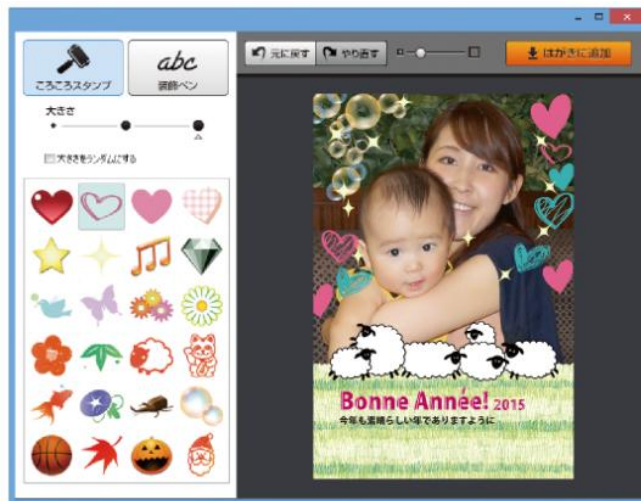 ころころスタンプ
abc
装飾ペン
元に戻す
やり直す
はがきに追加
大きさ
大きさをランダムにする
Bonne Année! 2015
今年も素晴らしい年でありますように